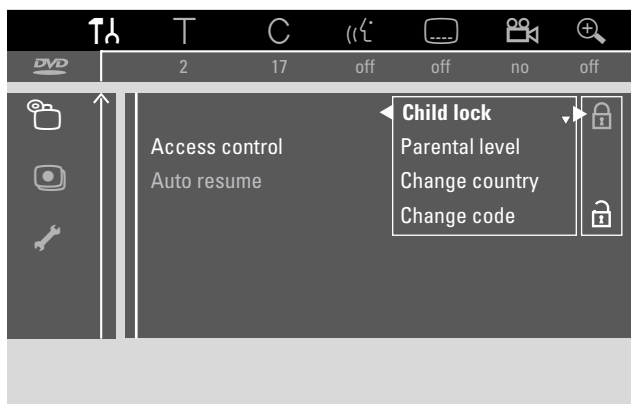 T C
DVD 2 17 off off no off
Child lock
Access control Parental level
Auto resume Change country
Change code